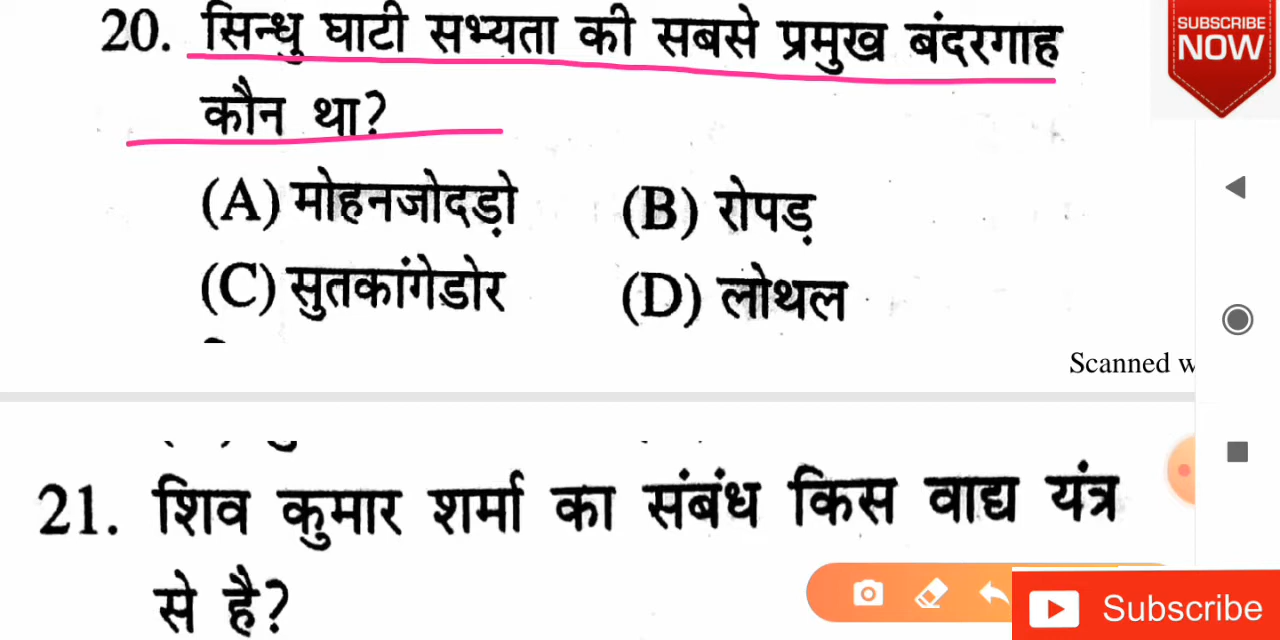 20. सिन्धु घाटी सभ्यता की सबसे प्रमुख बंदरगाह
कौन था?
(A) मोहनजोदड़ो (B) रोपड़
(C) सुतकांगेडोर (D) लोथल
Scanned w
21. शिव कुमार शर्मा का संबंध किस वाद्य यंत्र
से है?
SUBSCRIBE
NOW
Subscribe